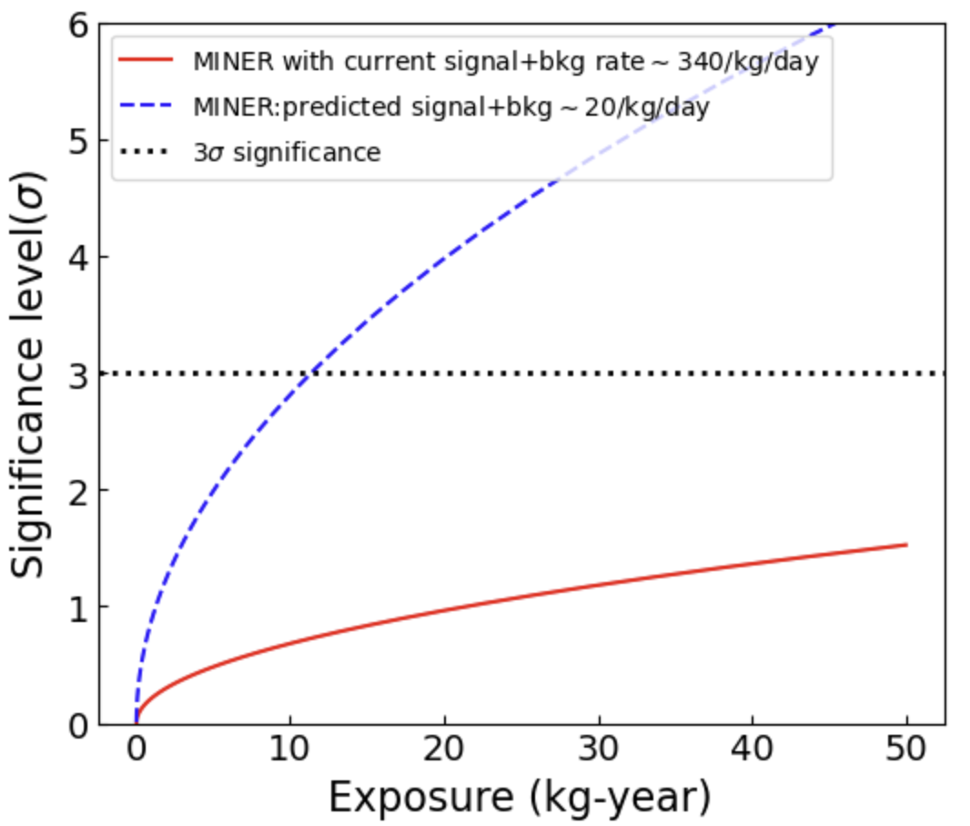 6
MINER with current signal+bkg rate ~ 340/kg/day
MINER:predicted signal+bkg ~ 20/kg/day
3σ significance
5
4
3
2
1
0
Significance level(σ)
0 10 20 30 40 50
Exposure (kg-year)